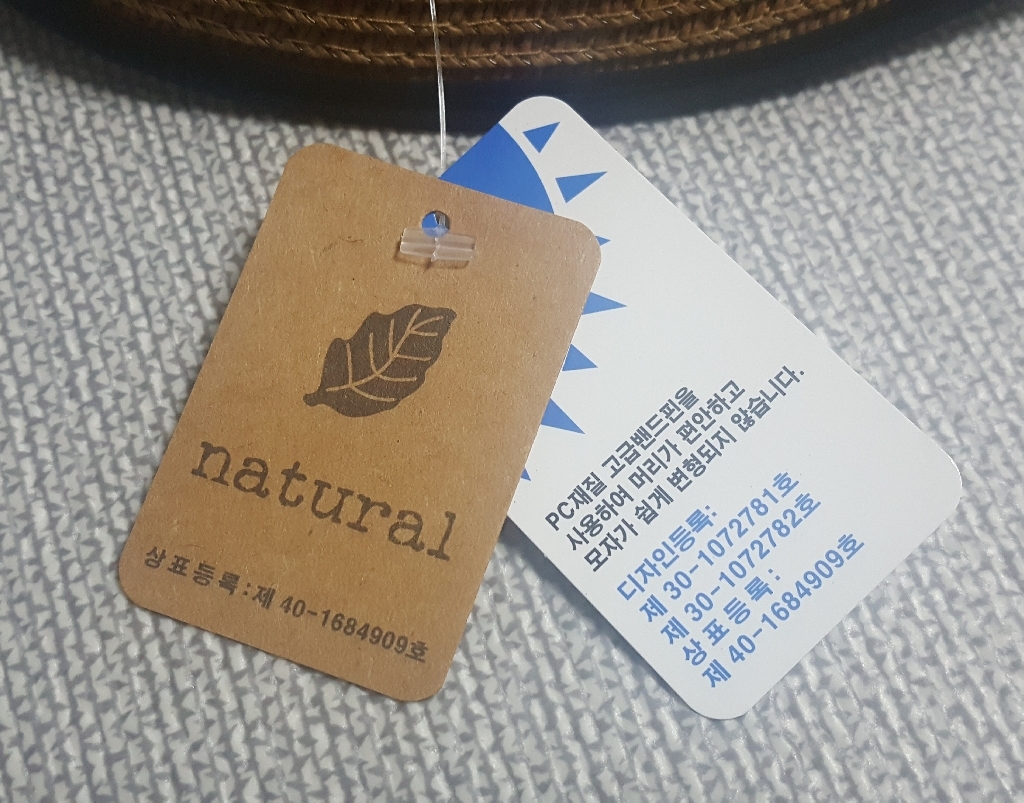 natural
상표등록:제 40-1684909호
PC재질 고급밴드핀을
사용하여 머리가 편안하고
모자가 쉽게 변형되지 않습니다.
디자인등록:
제 30-1072781호
제 30-1072782호
상표등록:
제 40-1684909호